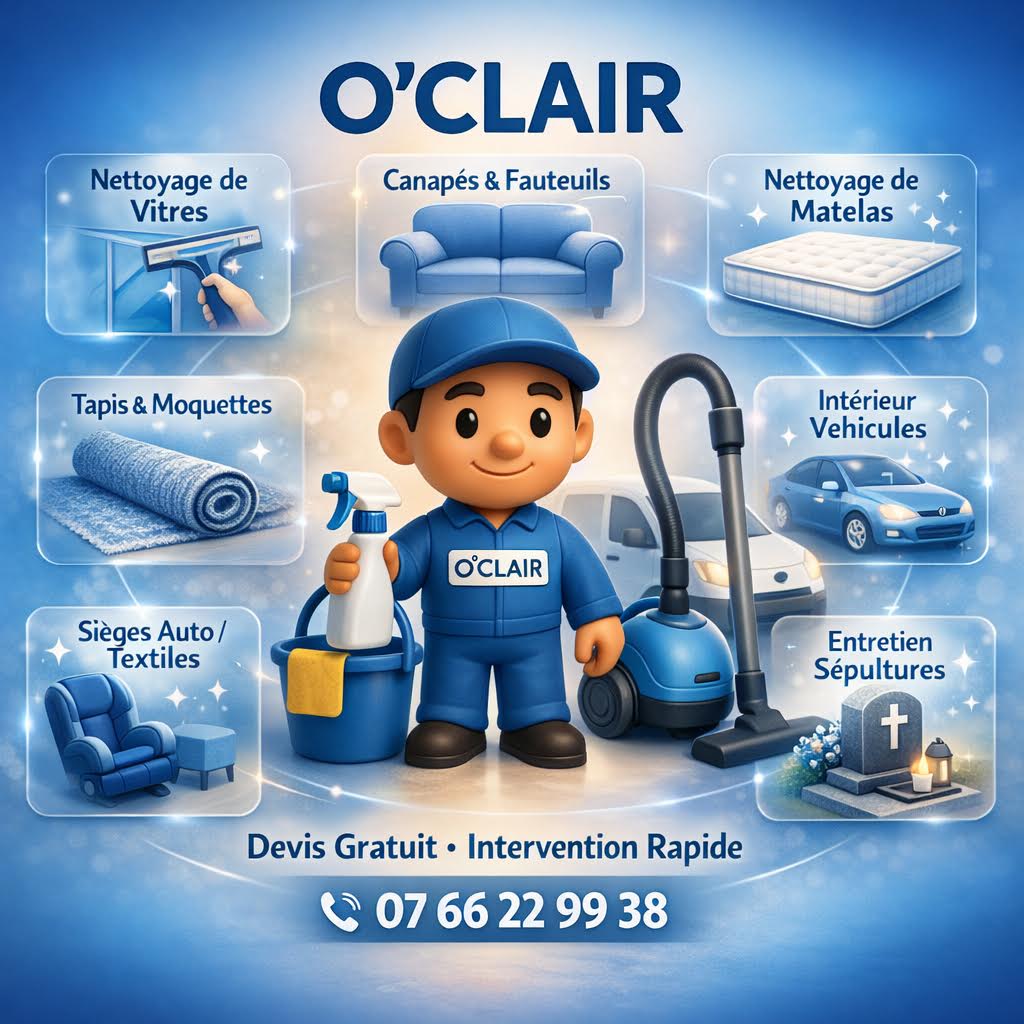 O'CLAIR
Nettoyage de
Vitres
Canapés & Fauteuils
Nettoyage de
Matelas
Tapis & Moquettes
Intérieur
Vehicules
O°CLAIR
Sièges Auto /
Textiles
Entretien
Sépultures
Devis Gratuit • Intervention Rapide
07 66 22 99 38